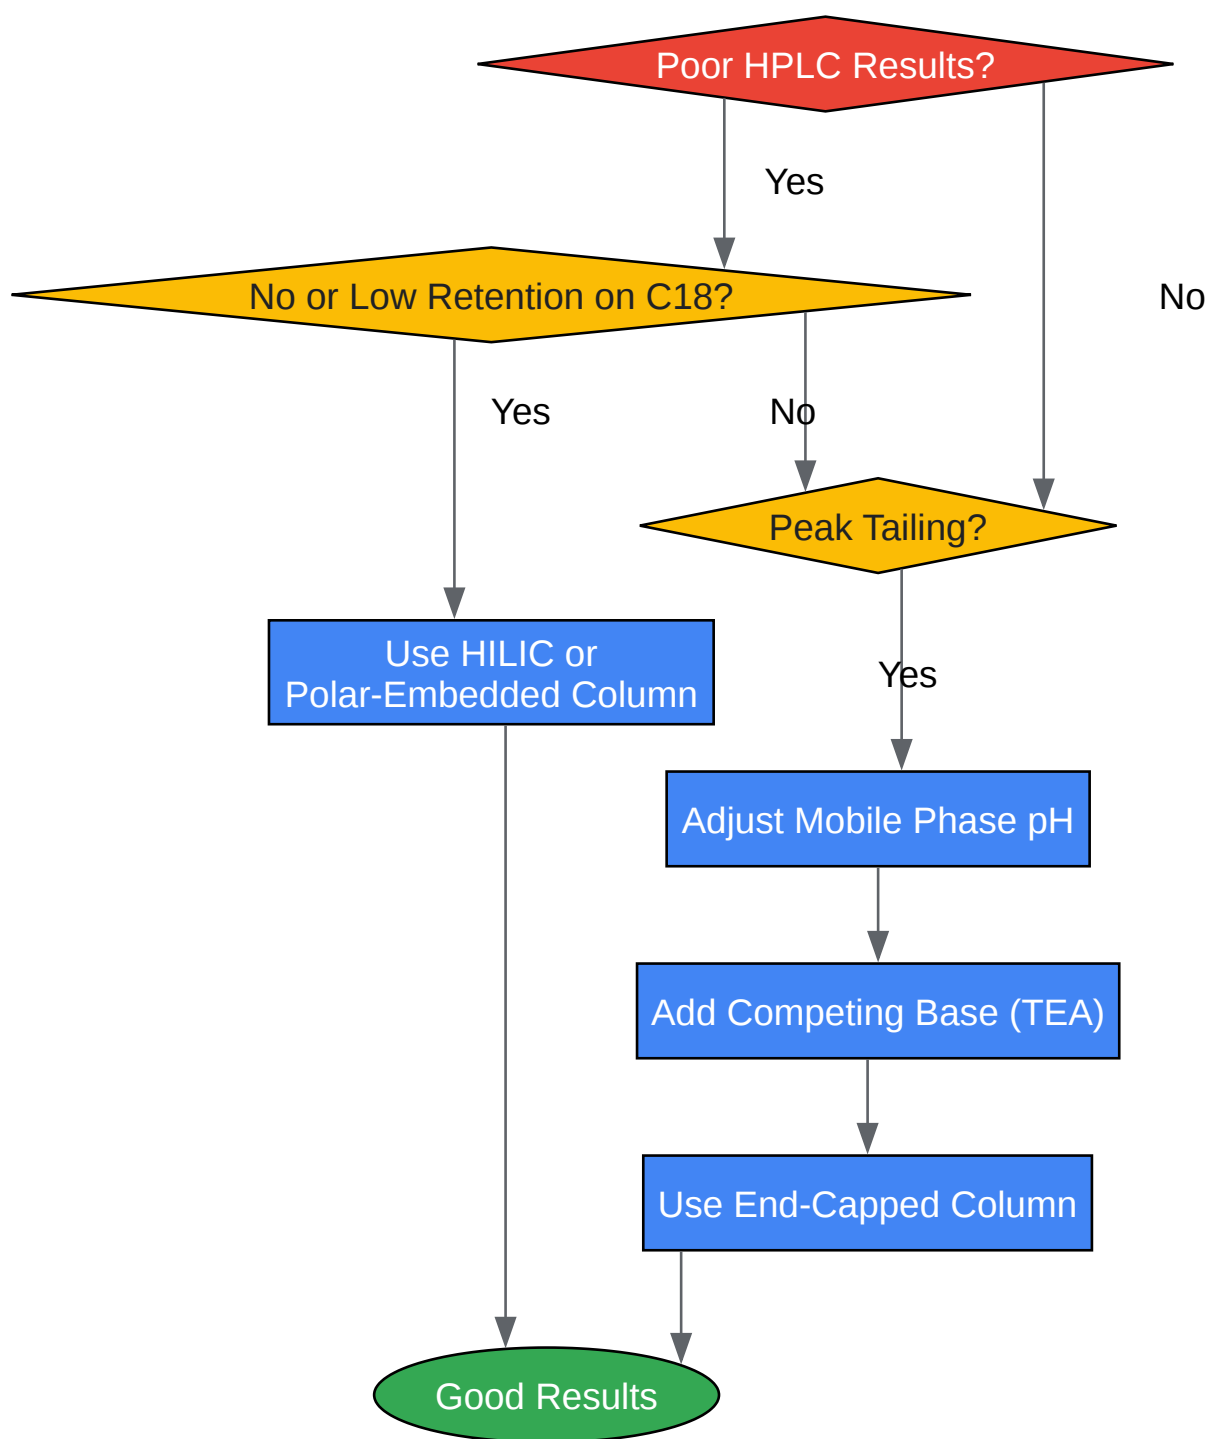 Poor HPLC Results?
Yes
No or Low Retention on C18?
No
Yes
No
Peak Tailing?
Use HILIC or
Polar-Embedded Column
Yes
Adjust Mobile Phase pH
Add Competing Base (TEA)
Use End-Capped Column
Good Results